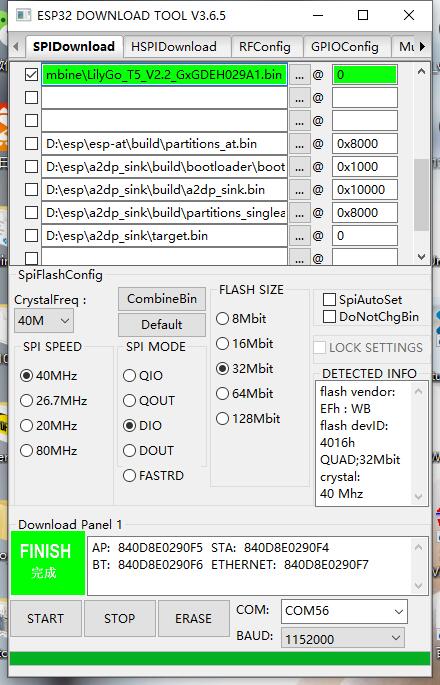 ESP32 DOWNLOAD TOOL V3.6.5
SPIDownload HSPIDownload RFConfig GPIOConfig Mu
mbine\LilyGo_T5_V2.2_GxGDEH029A1.bin ... @ 0
... @
... @
D:\esp\esp-at\build\partitions_at.bin ... @ 0x8000
D:\esp\a2dp_sink\build\bootloader\boot ... @ 0x1000
D:\esp\a2dp_sink\build\a2dp_sink.bin ... @ 0x10000
D:\esp\a2dp_sink\build\partitions_singlea ... @ 0x8000
D:\esp\a2dp_sink\target.bin ... @ 0
SpiFlashConfig
CrystalFreq :
40M
CombineBin
Default
SPI SPEED
40MHz
26.7MHz
20MHz
80MHz
SPI MODE
QIO
QOUT
DIO
DOUT
FASTRD
FLASH SIZE
8Mbit
16Mbit
32Mbit
64Mbit
128Mbit
SpiAutoSet
DoNotChgBin
LOCK SETTINGS
DETECTED INFO
flash vendor:
EFh : WB
flash devID:
4016h
QUAD;32Mbit
crystal:
40 Mhz
Download Panel 1
FINISH
完成
AP: 840D8E0290F5 STA: 840D8E0290F4
BT: 840D8E0290F6 ETHERNET: 840D8E0290F7
START STOP ERASE
COM: COM56
BAUD: 1152000